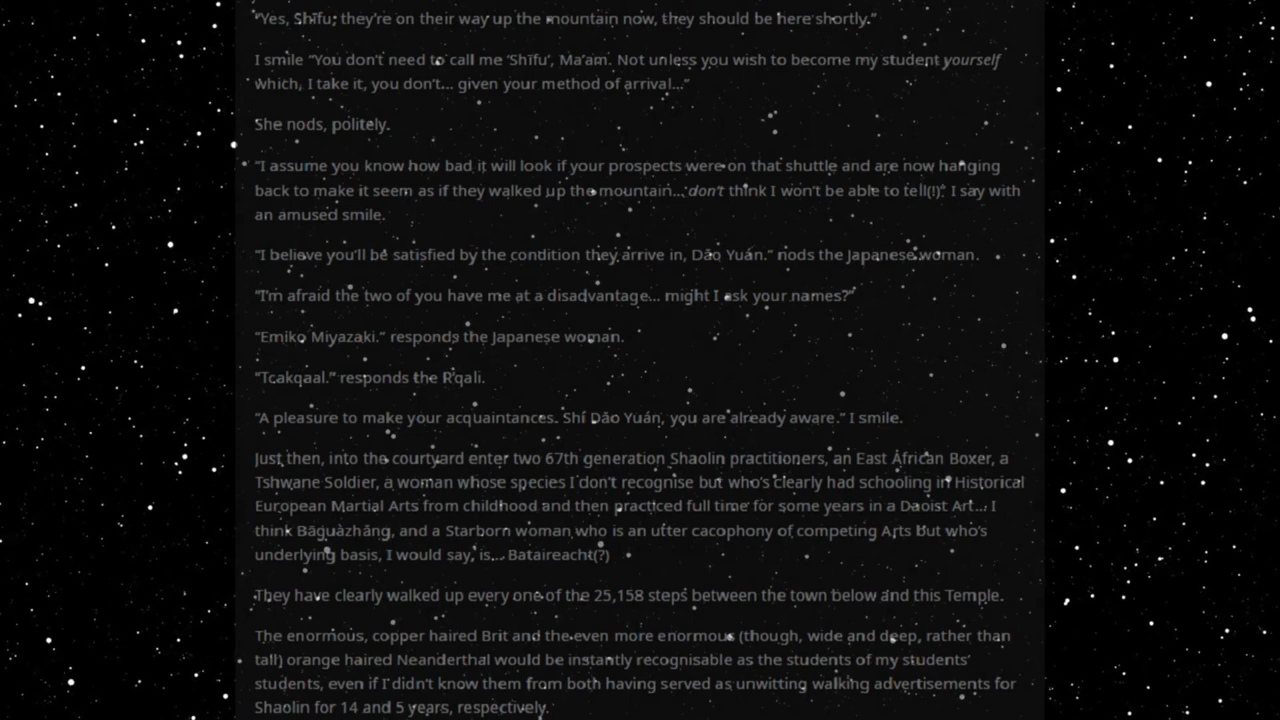 “Yes, Shīfu; they’re on their way up the mountain now, they should be here shortly.”
I smile “You don’t need to call me ‘Shīfu’, Ma’am. Not unless you wish to become my student yourself
which, I take it, you don’t... given your method of arrival...”
She nods, politely.
“I assume you know how bad it will look if your prospects were on that shuttle and are now hanging
back to make it seem as if they walked up the mountain... don’t think I won’t be able to tell(!)” I say with
an amused smile.
“I believe you’ll be satisfied by the condition they arrive in, Dāo Yuán.” nods the Japanese woman.
“I’m afraid the two of you have me at a disadvantage... might I ask your names?”
“Emiko Miyazaki.” responds the Japanese woman.
“Tcakqaal.” responds the R’qali.
“A pleasure to make your acquaintances. Shí Dāo Yuán, you are already aware.” I smile.
Just then, into the courtyard enter two 67th generation Shaolin practitioners, an East African Boxer, a
Tshwane Soldier, a woman whose species I don’t recognise but who’s clearly had schooling in Historical
European Martial Arts from childhood and then practiced full time for some years in a Daoist Art... I
think Bāguàzhǎng, and a Starborn woman who is an utter cacophony of competing Arts but who’s
underlying basis, I would say, is... Bataireacht(?)
They have clearly walked up every one of the 25,158 steps between the town below and this Temple.
The enormous, copper haired Brit and the even more enormous (though, wide and deep, rather than
tall) orange haired Neanderthal would be instantly recognisable as the students of my students’
students, even if I didn’t know them from both having served as unwitting walking advertisements for
Shaolin for 14 and 5 years, respectively.